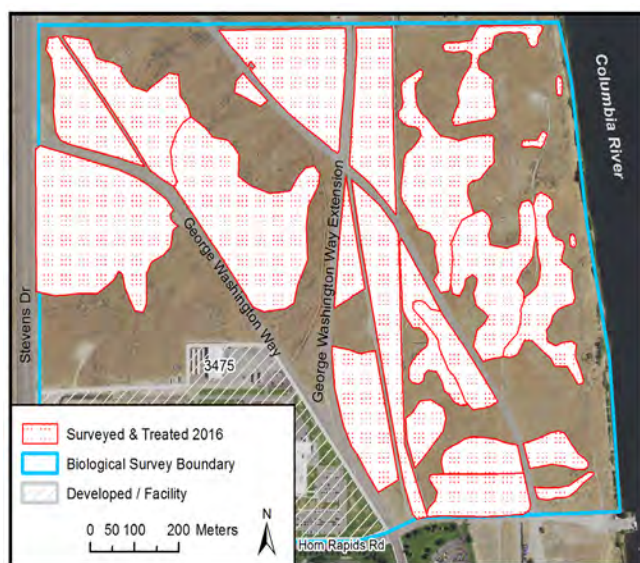 Columbia River
George Washington Way Extension
George Washington Way
Stevens Dr
3475
Surveyed & Treated 2016
Biological Survey Boundary
Developed / Facility
0 50 100 200 Meters
N
Horn Rapids Rd